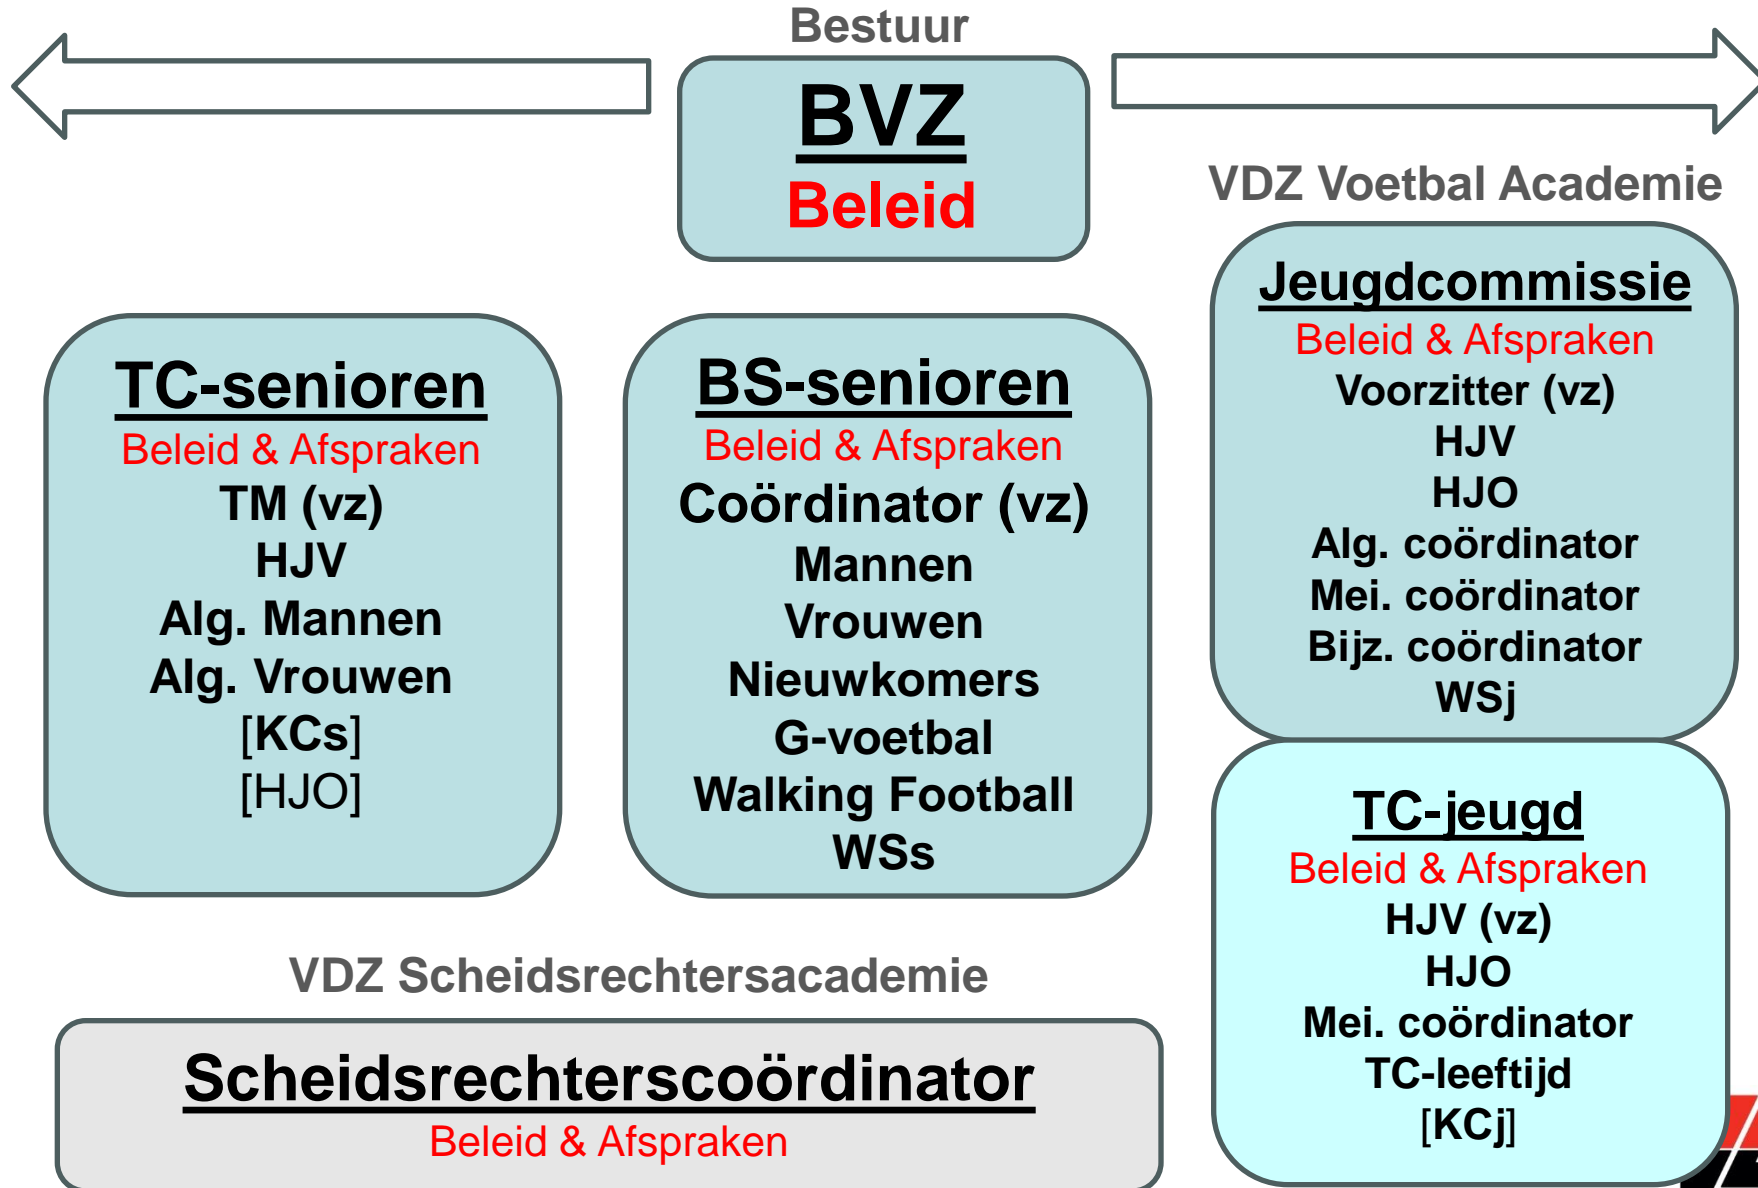 Bestuur
BVZ
Beleid
VDZ Voetbal Academie
TC-senioren
Beleid & Afspraken
TM (vz)
HJV
Alg. Mannen
Alg. Vrouwen
[KCs]
[HJO]
BS-senioren
Beleid & Afspraken
Coördinator (vz)
Mannen
Vrouwen
Nieuwkomers
G-voetbal
Walking Football
WSs
Jeugdcommissie
Beleid & Afspraken
Voorzitter (vz)
HJV
HJO
Alg. coördinator
Mei. coördinator
Bijz. coördinator
WSj
TC-jeugd
Beleid & Afspraken
HJV (vz)
HJO
Mei. coördinator
TC-leeftijd
[KCj]
VDZ Scheidsrechtersacademie
Scheidsrechterscoördinator
Beleid & Afspraken